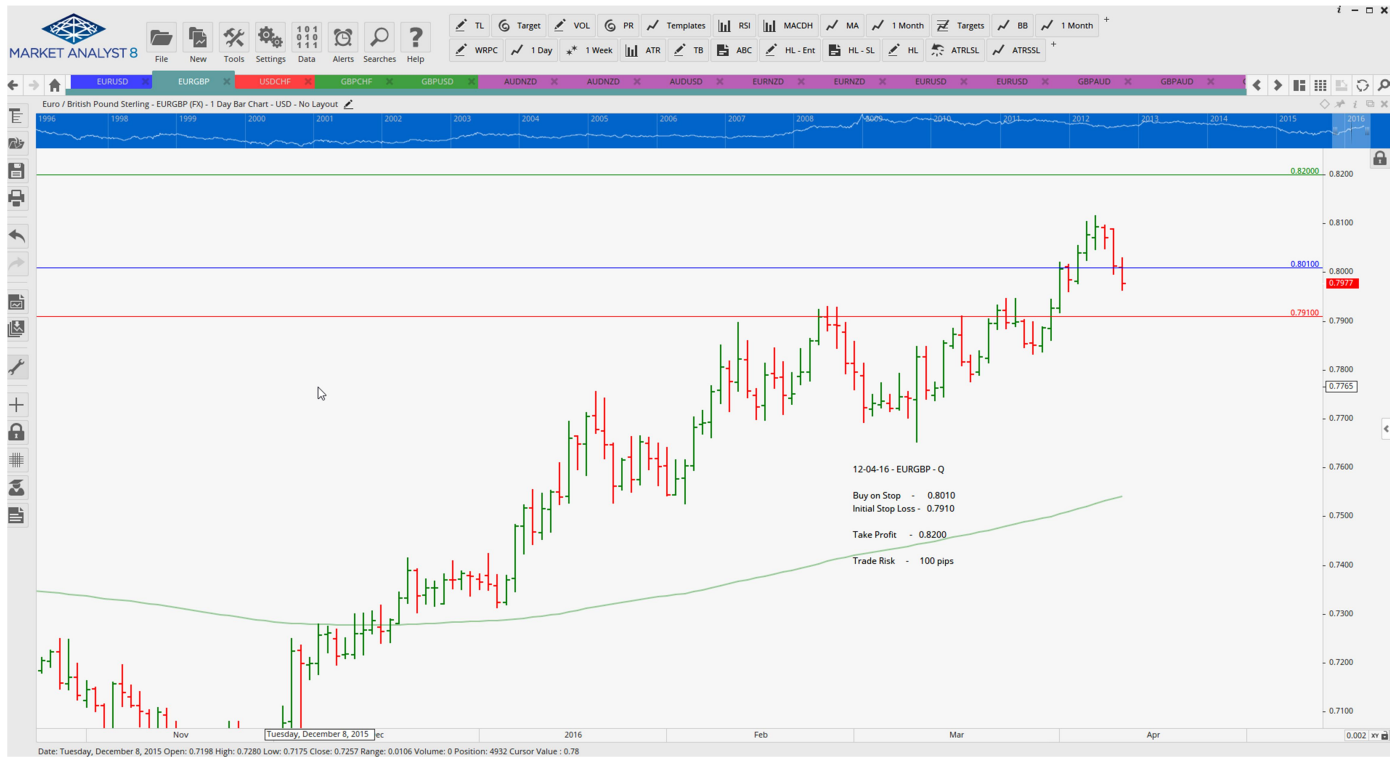 MARKET ANALYST 8
File New Tools Settings Data Alerts Searches Help
TL Target VOL PR Templates RSI MACDH MA 1 Month Targets BB 1 Month
WRPC 1 Day 1 Week ATR TB ABC HL - Ent HL - SL HL ATRLSL ATRSSL
EURUSD EURGBP USDCHF GBPCHF GBPUSD AUDNZD AUDNZD AUDUSD EURNZD EURNZD EURUSD EURUSD GBPAUD GBPAUD
Euro / British Pound Sterling - EURGBP (FX) - 1 Day Bar Chart - USD - No Layout
1996 1998 1999 2000 2001 2002 2003 2004 2005 2006 2007 2008 2009 2010 2011 2012 2013 2014 2015 2016
0.82000
0.8200
0.8100
0.80100
0.8000
0.7977
0.79100
0.7900
0.7800
0.7765
0.7700
0.7600
0.7500
0.7400
0.7300
0.7200
0.7100
12-04-16 - EURGBP - Q
Buy on Stop - 0.8010
Initial Stop Loss - 0.7910
Take Profit - 0.8200
Trade Risk - 100 pips
Nov Tuesday, December 8, 2015 ec 2016 Feb Mar Apr 0.002 XY
Date: Tuesday, December 8, 2015 Open: 0.7198 High: 0.7280 Low: 0.7175 Close: 0.7257 Range: 0.0106 Volume: 0 Position: 4932 Cursor Value : 0.78